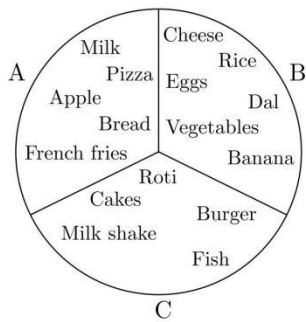 A
Milk
Pizza
Apple
Bread
French fries
B
Cheese
Rice
Eggs
Dal
Vegetables
Banana
Roti
Cakes
Burger
Milk shake
Fish
C